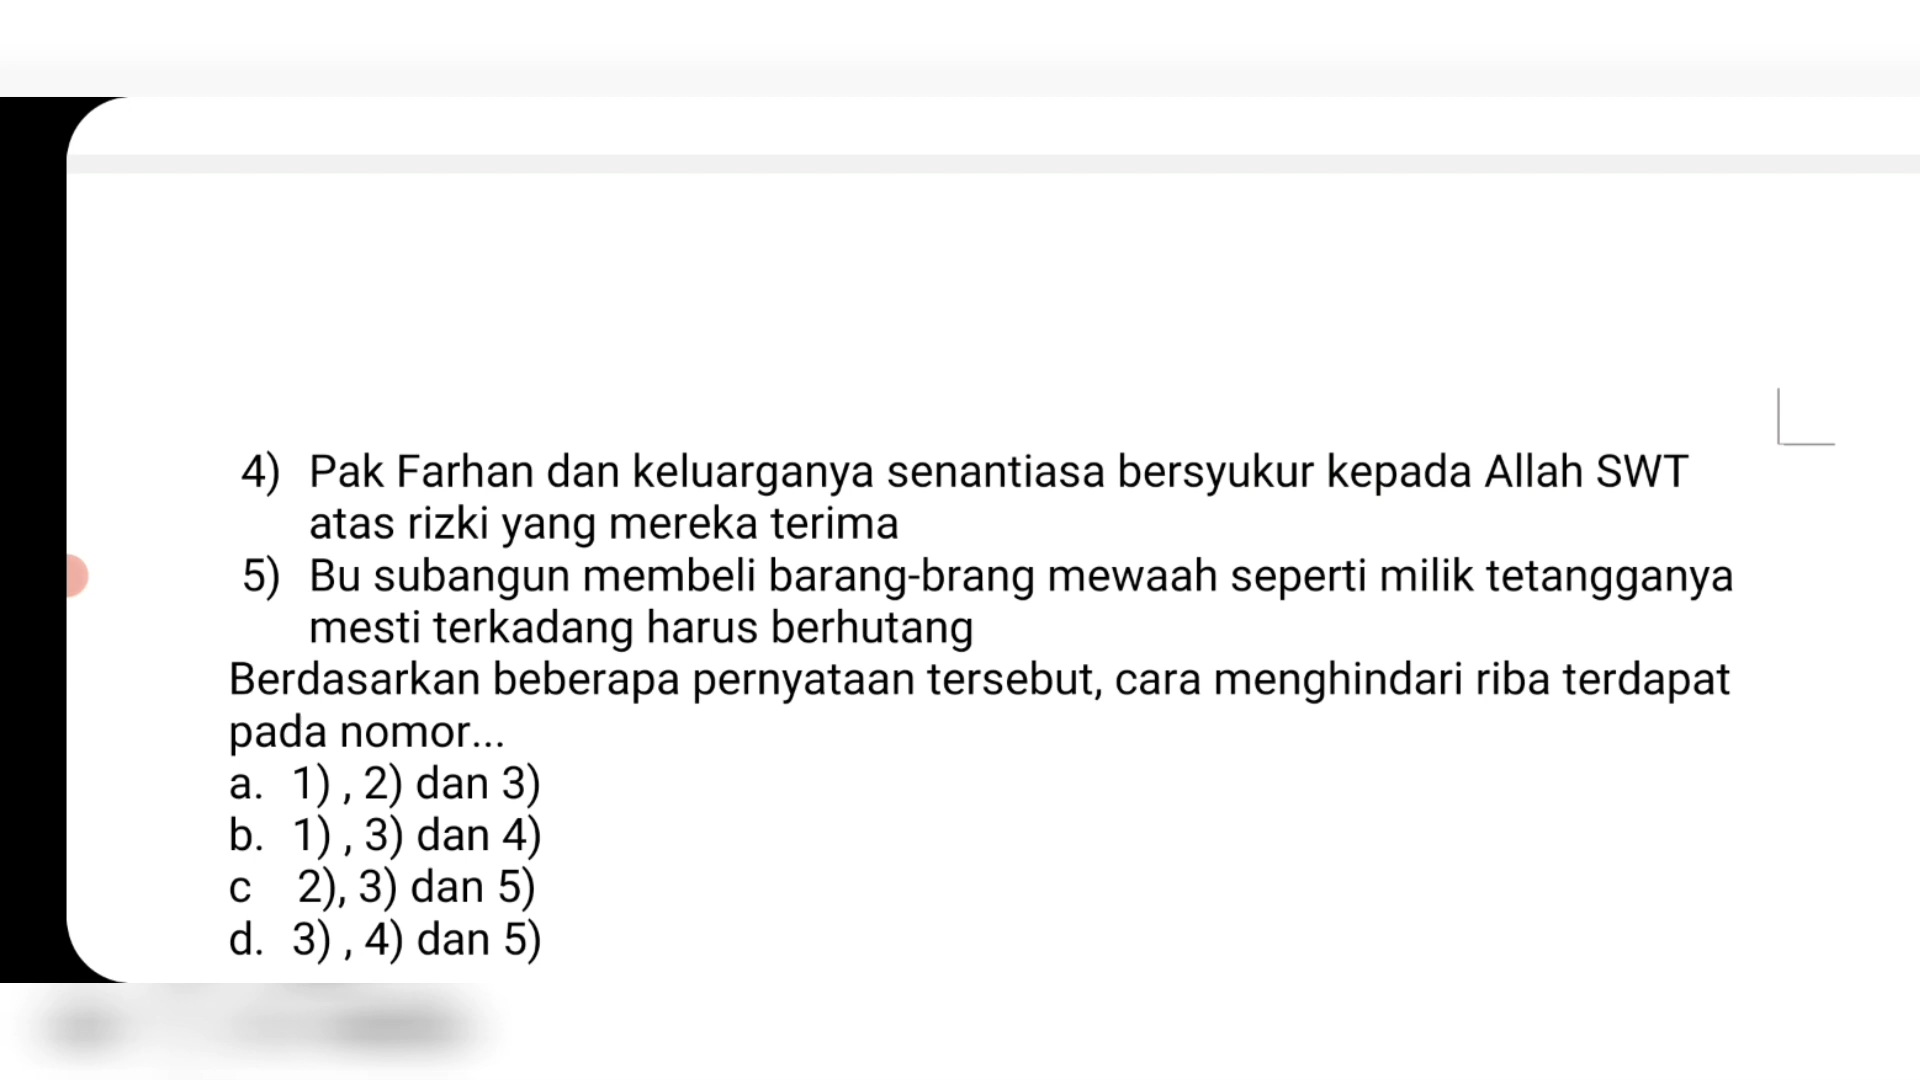 4) Pak Farhan dan keluarganya senantiasa bersyukur kepada Allah SWT
atas rizki yang mereka terima
5) Bu subangun membeli barang-brang mewaah seperti milik tetangganya
mesti terkadang harus berhutang
Berdasarkan beberapa pernyataan tersebut, cara menghindari riba terdapat
pada nomor...
a. 1) , 2) dan 3)
b. 1) , 3) dan 4)
c 2), 3) dan 5)
d. 3) , 4) dan 5)